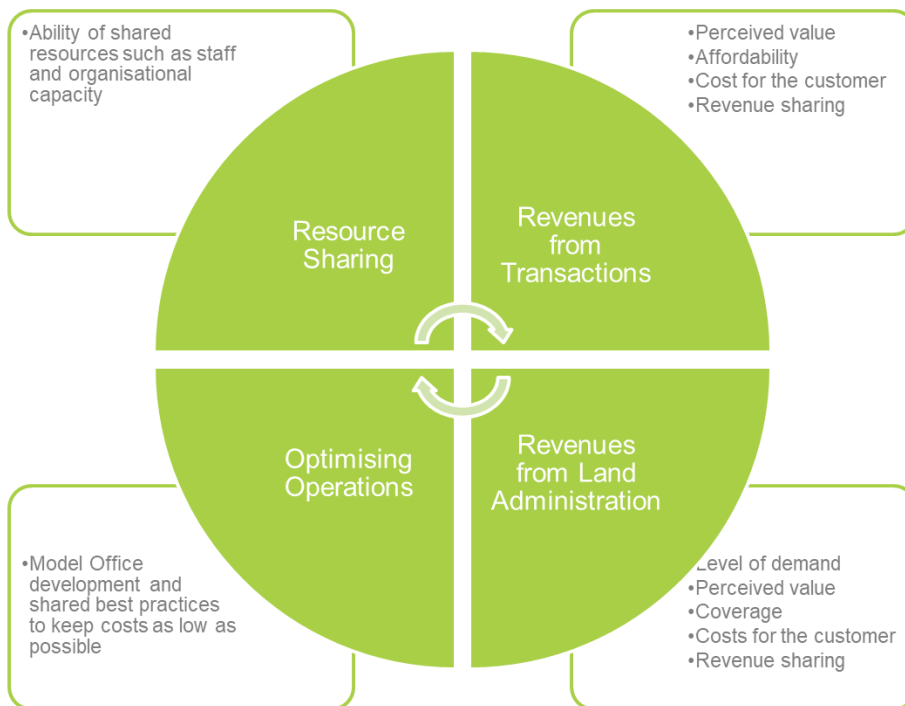 •Ability of shared
resources such as staff
and organisational
capacity
•Perceived value
•Affordability
•Cost for the customer
•Revenue sharing
Resource
Sharing
Revenues
from
Transactions
Optimising
Operations
Revenues
from Land
Administration
•Model Office
development and
shared best practices
to keep costs as low as
possible
Level of demand
•Perceived value
•Coverage
•Costs for the customer
•Revenue sharing